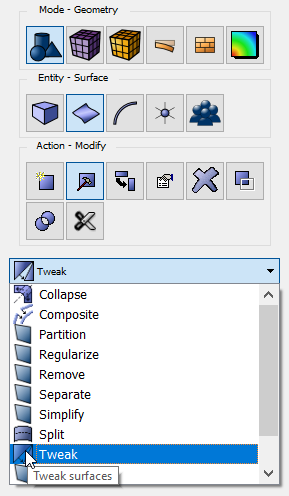 Mode - Geometry
Entity - Surface
Action - Modify
Tweak
Collapse
Composite
Partition
Regularize
Remove
Separate
Simplify
Split
Tweak
Tweak surfaces